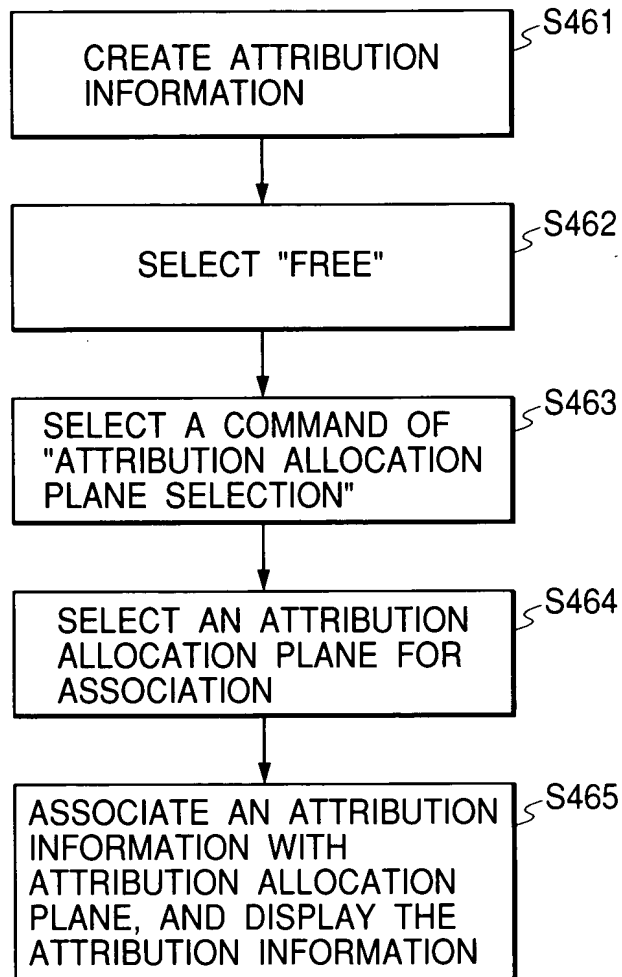 S461
CREATE ATTRIBUTION
INFORMATION
S462
SELECT "FREE"
S463
SELECT A COMMAND OF
"ATTRIBUTION ALLOCATION
PLANE SELECTION"
S464
SELECT AN ATTRIBUTION
ALLOCATION PLANE FOR
ASSOCIATION
S465
ASSOCIATE AN ATTRIBUTION
INFORMATION WITH
ATTRIBUTION ALLOCATION
PLANE, AND DISPLAY THE
ATTRIBUTION INFORMATION